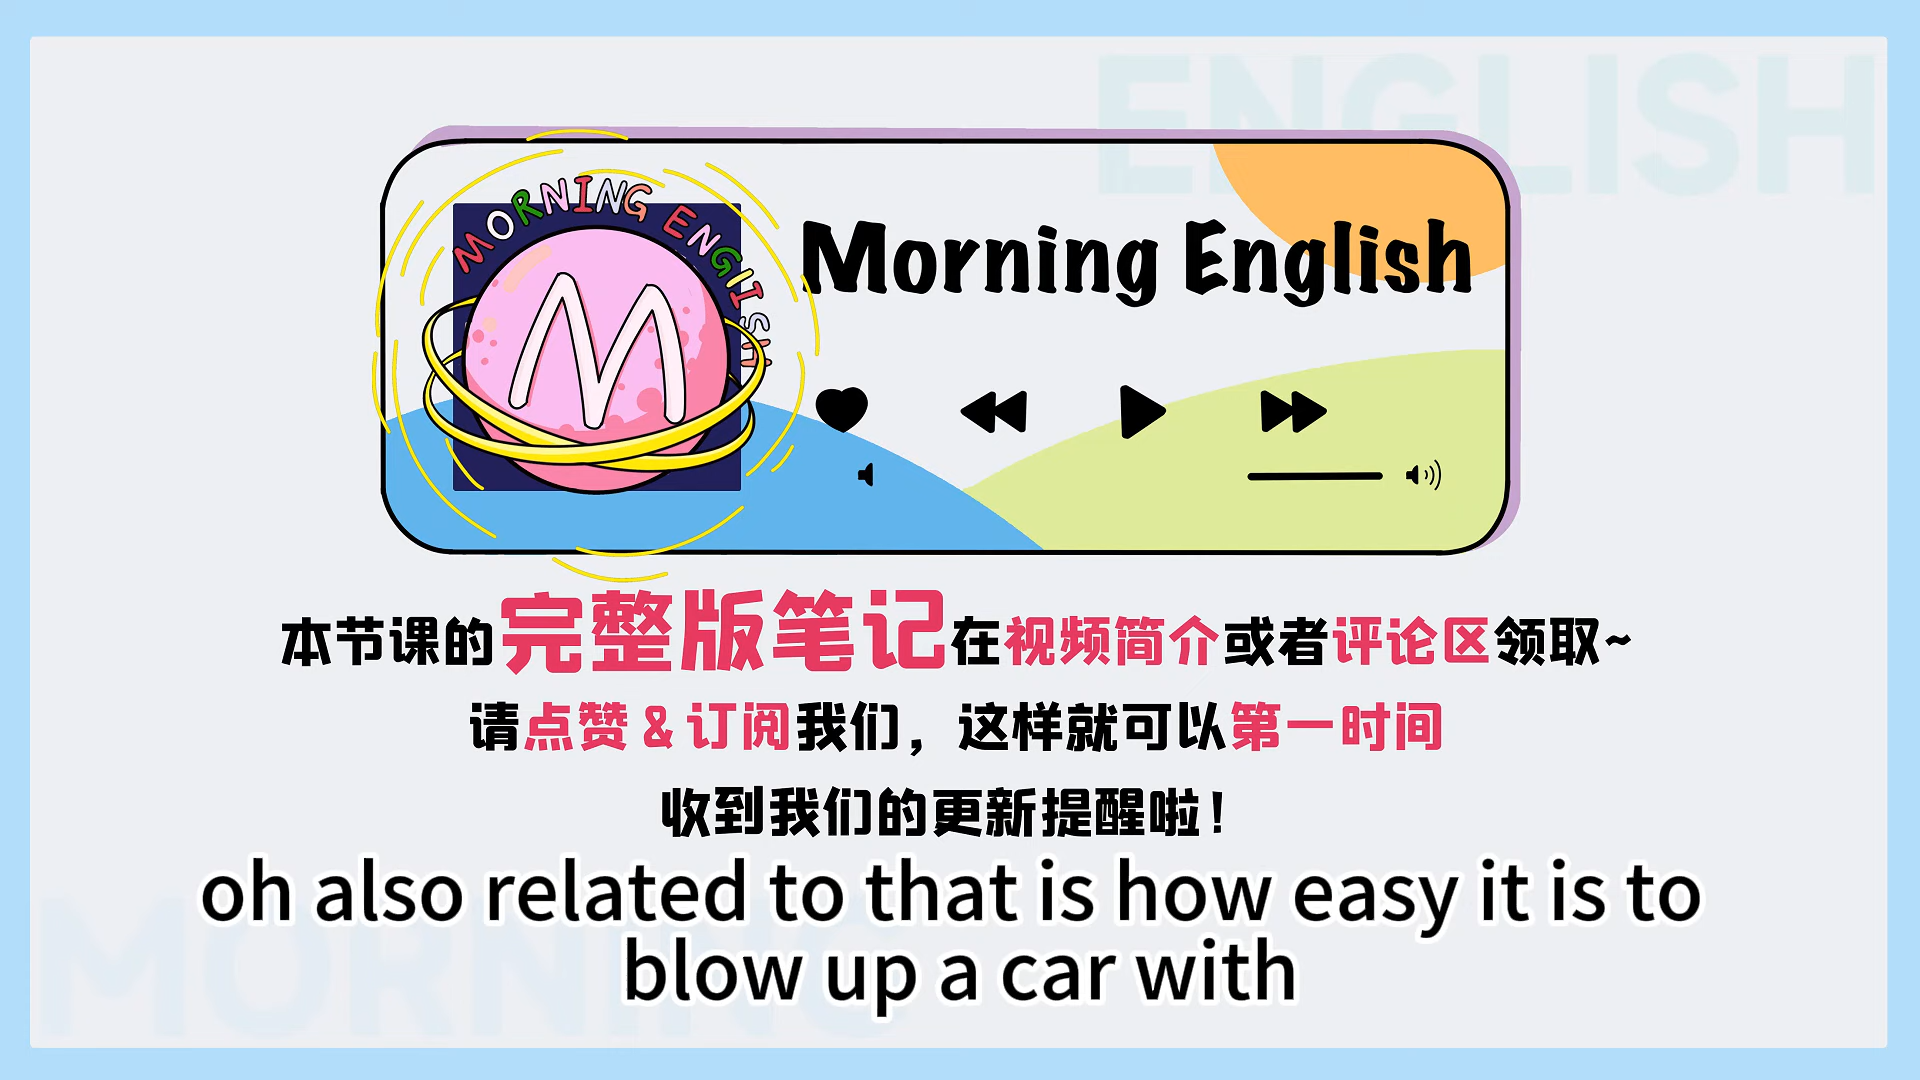 ENGLISH
MORNING ENGLISH
M
Morning English
本节课的完整版笔记在视频简介或者评论区领取~
请点赞&订阅我们，这样就可以第一时间
收到我们的更新提醒啦！
MORNING
oh also related to that is how easy it is to
blow up a car with